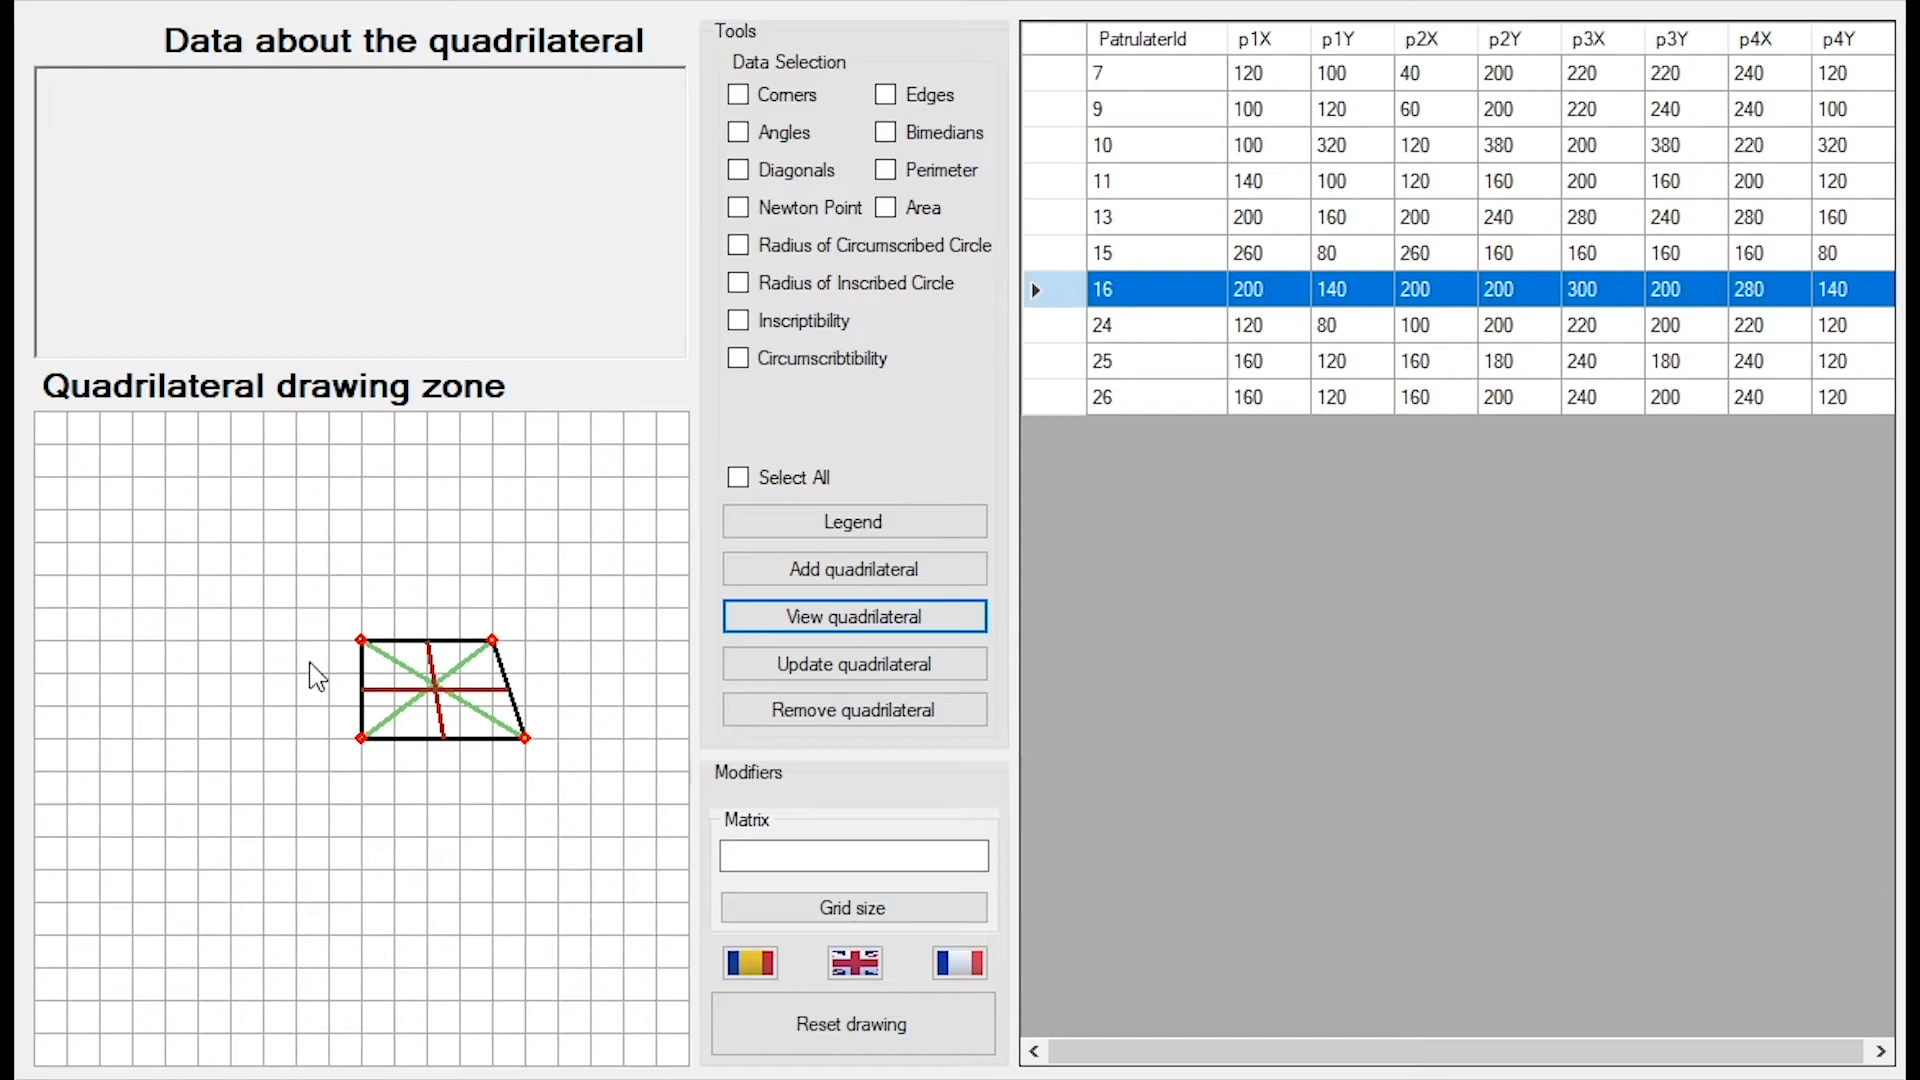 Data about the quadrilateral
Quadrilateral drawing zone
Tools
Data Selection
Corners Edges
Angles Bimedians
Diagonals Perimeter
Newton Point Area
Radius of Circumscribed Circle
Radius of Inscribed Circle
Inscriptibility
Circumscribtibility
Select All
Legend
Add quadrilateral
View quadrilateral
Update quadrilateral
Remove quadrilateral
Modifiers
Matrix
Grid size
Reset drawing
PatrulaterId p1X p1Y p2X p2Y p3X p3Y p4X p4Y
7 120 100 40 200 220 220 240 120
9 100 120 60 200 220 240 240 100
10 100 320 120 380 200 380 220 320
11 140 100 120 160 200 160 200 120
13 200 160 200 240 280 240 280 160
15 260 80 260 160 160 160 160 80
16 200 140 200 200 300 200 280 140
24 120 80 100 200 220 200 220 120
25 160 120 160 180 240 180 240 120
26 160 120 160 200 240 200 240 120